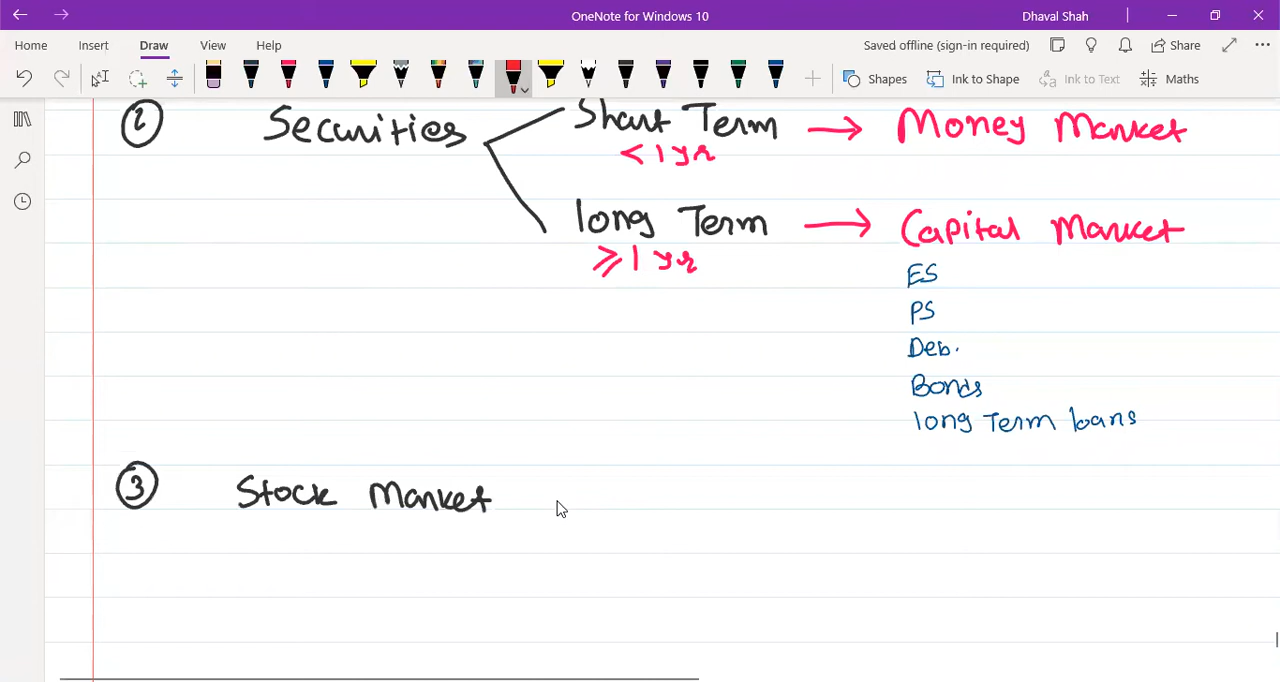 OneNote for Windows 10
Dhaval Shah
Home Insert Draw View Help
Saved offline (sign-in required)
Share
Shapes
Ink to Shape
Ink to Text
Maths
2 Securities
Short Term → Money Market
< 1 yr
long Term → Capital Market
≥ 1 yr
ES
PS
Deb.
Bonds
long Term loans
3 Stock Market